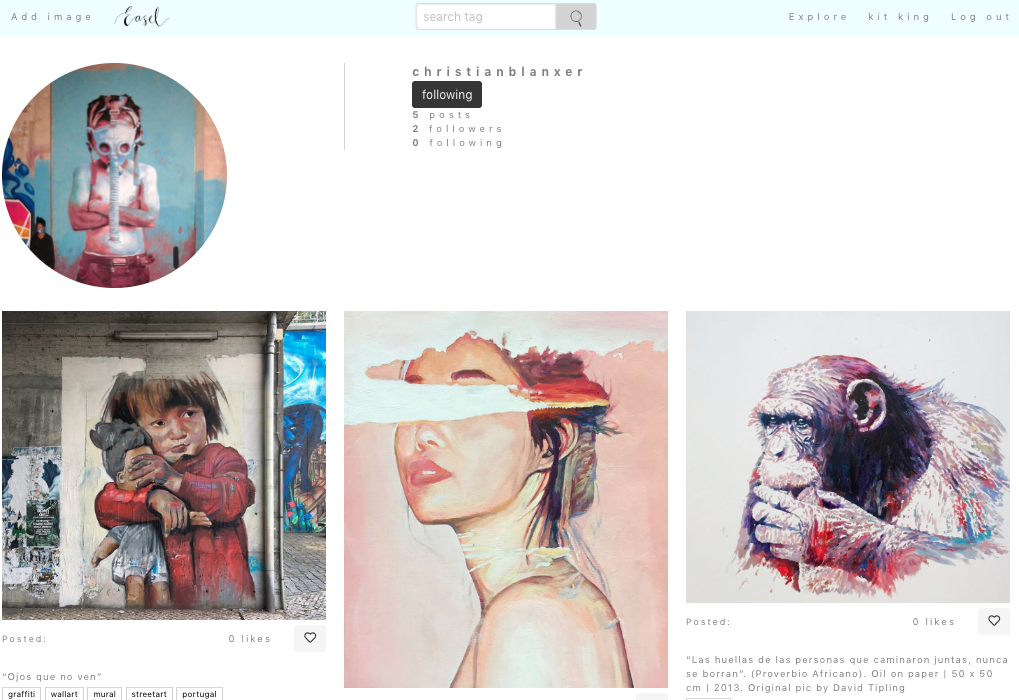 Add image
Easel
search tag
Explore
kit king
Log out
christianblanxer
following
5 posts
2 followers
0 following
Posted:
0 likes
“Ojos que no ven”
graffiti
wallart
mural
streetart
portugal
Posted:
0 likes
“Las huellas de las personas que caminaron juntas, nunca
se borran”. (Proverbio Africano). Oil on paper | 50 x 50
cm | 2013. Original pic by David Tipling